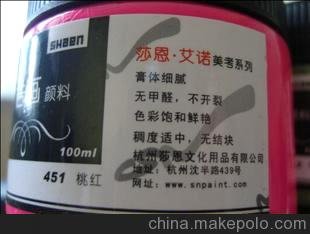 SHEEN
画 颜料
100ml
451 桃红
莎恩·艾诺美考系列
膏体细腻
无甲醛，不开裂
色彩饱和鲜艳
稠度适中，无结块
杭州莎恩文化用品有限公司
地址：杭州沈半路439号
网址：www.snpaint.com
china.makepolo.com